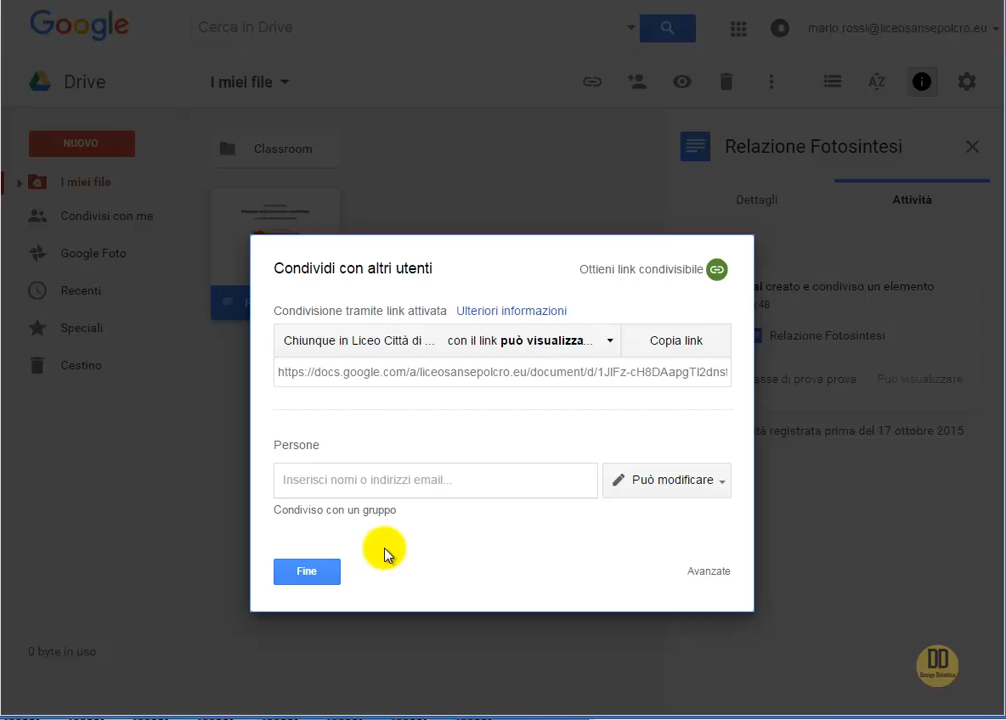 Google
Cerca in Drive
mario.rossi@liceosansepolcro.eu
Drive
I miei file
NUOVO
Classroom
Relazione Fotosintesi
I miei file
Condivisi con me
Google Foto
Recenti
Speciali
Cestino
0 byte in uso
Dettagli
Attività
ai creato e condiviso un elemento
48
Relazione Fotosintesi
asse di prova prova
Può visualizzare
tà registrata prima del 17 ottobre 2015
Condividi con altri utenti
Ottieni link condivisibile
Condivisione tramite link attivata Ulteriori informazioni
Chiunque in Liceo Città di ... con il link può visualizza...
Copia link
https://docs.google.com/a/liceosansepolcro.eu/document/d/1JlFz-cH8DAapgTl2dnst
Persone
Inserisci nomi o indirizzi email...
Può modificare
Condiviso con un gruppo
Fine
Avanzate
DD
Design Didattico